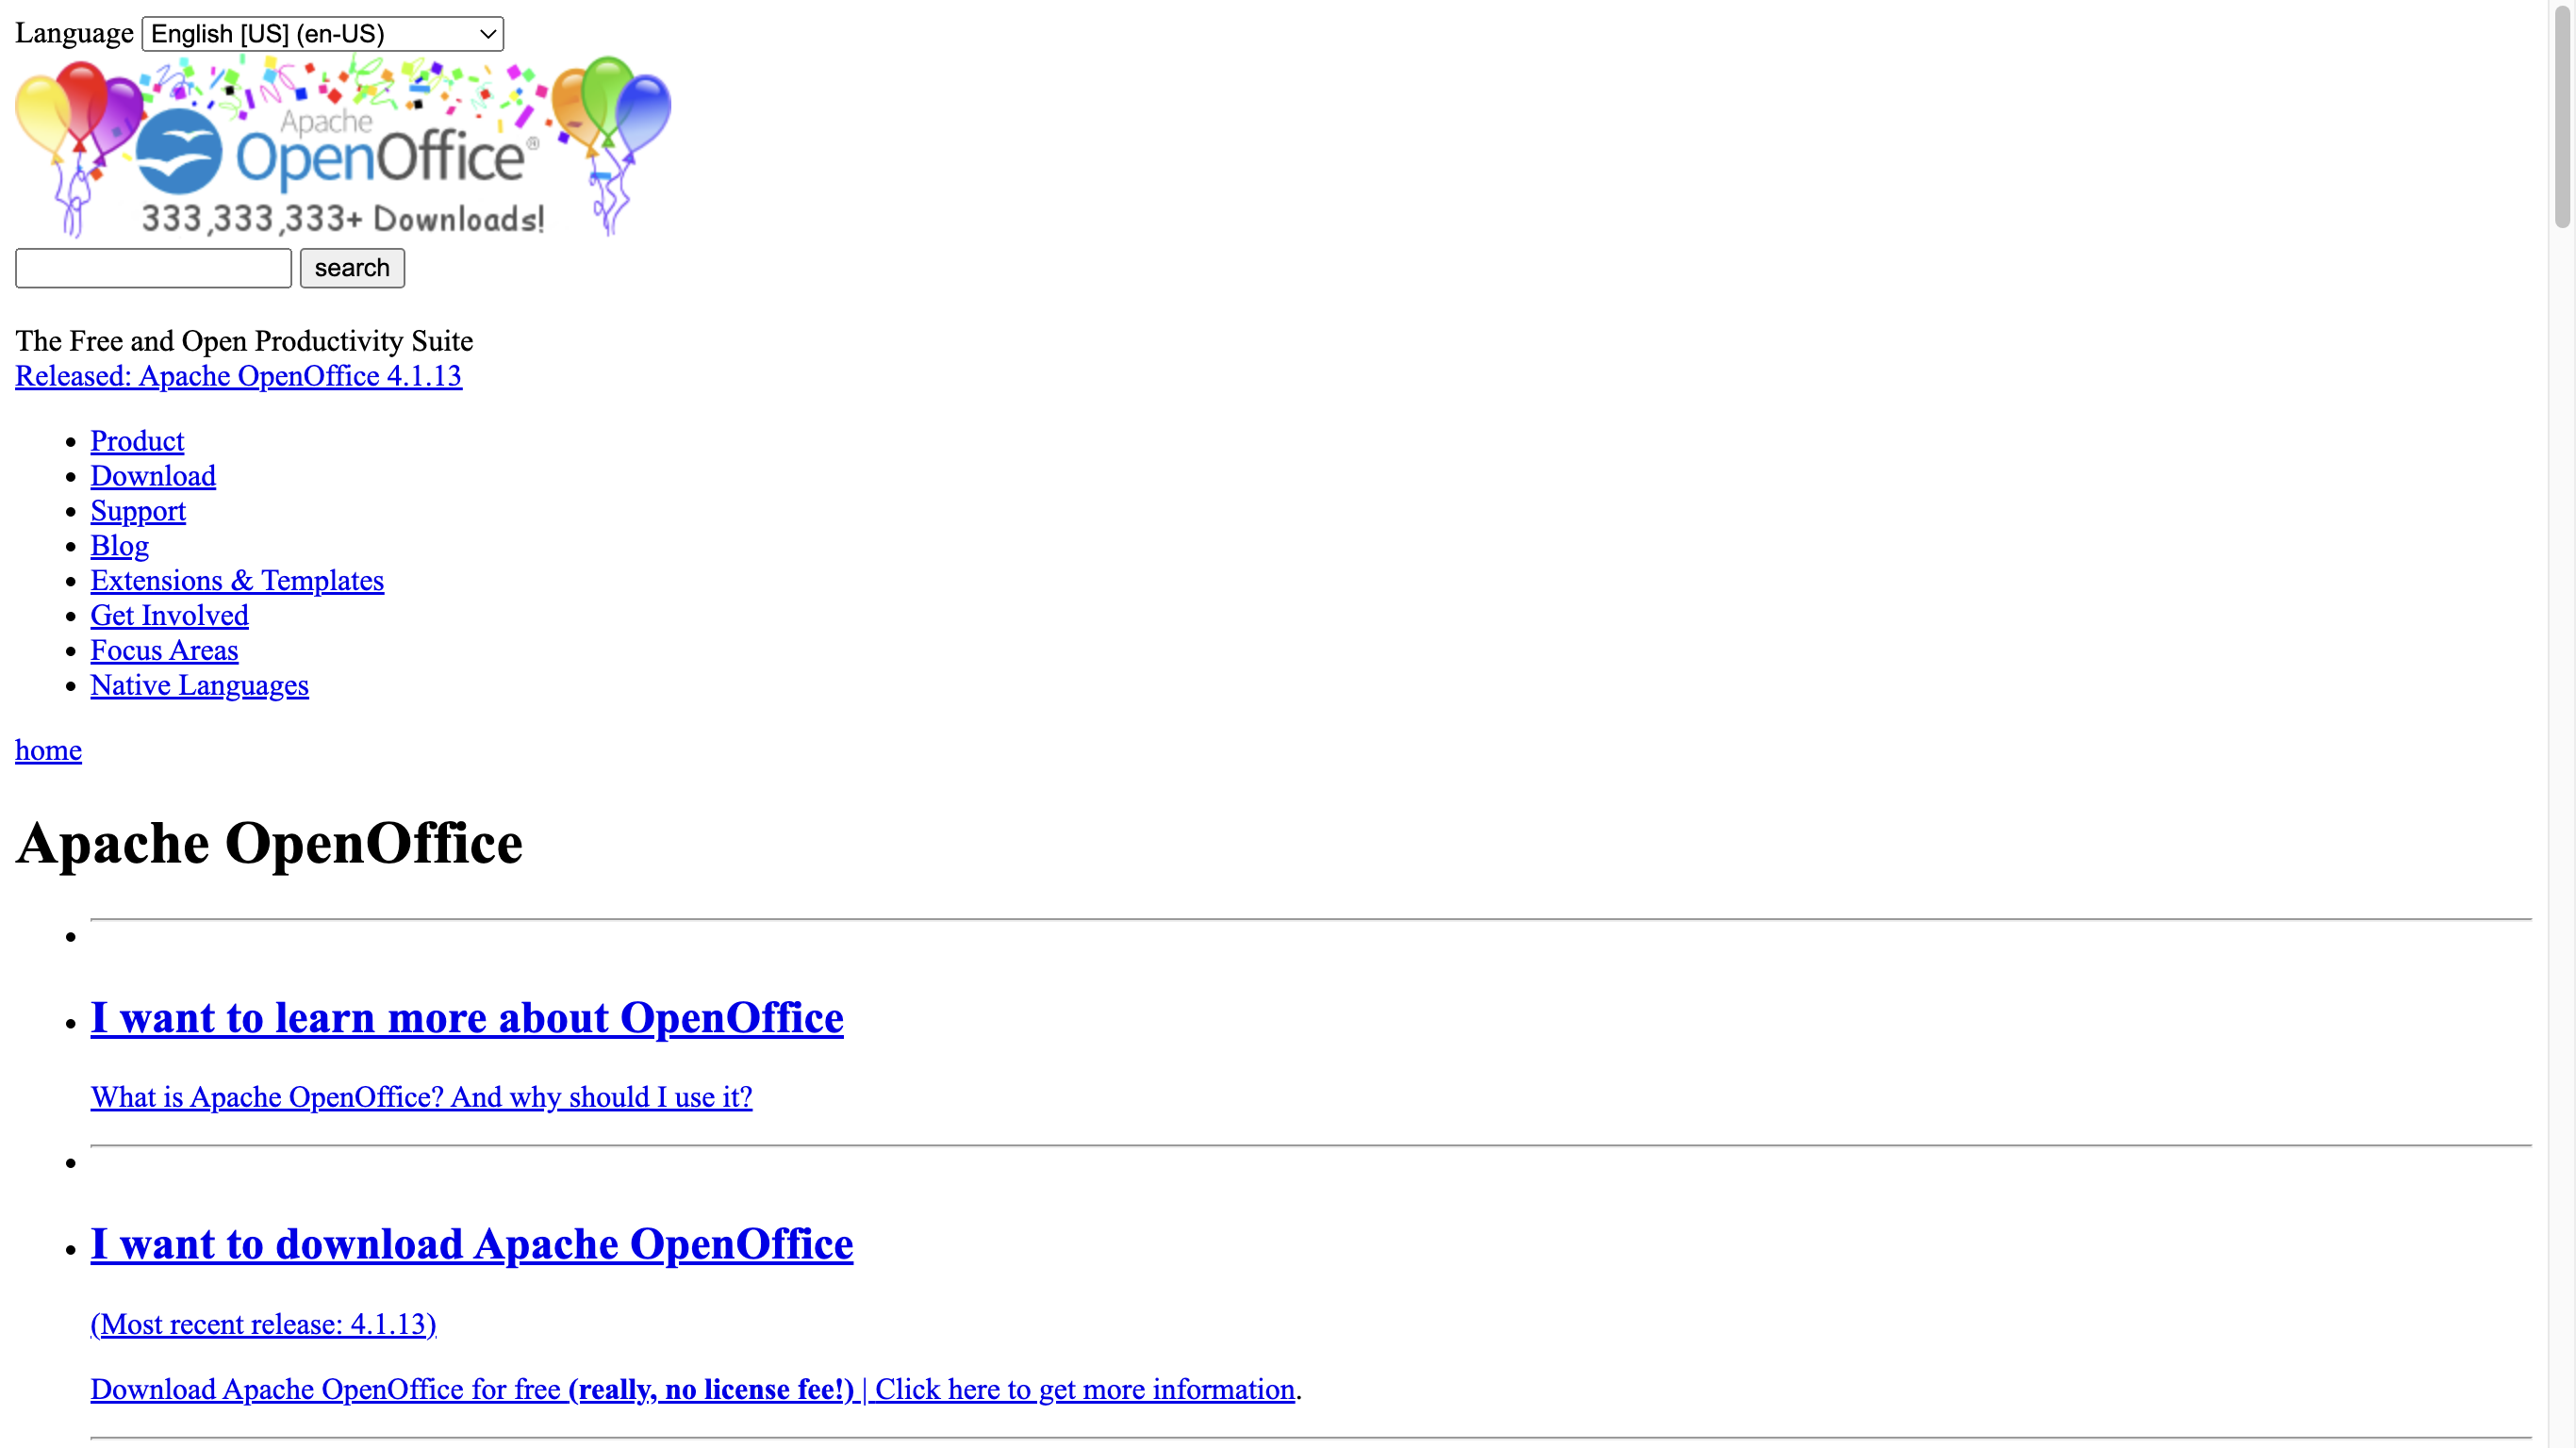 Language English [US] (en-US)
Apache
OpenOffice®
333,333,333+ Downloads!
search
The Free and Open Productivity Suite
Released: Apache OpenOffice 4.1.13
Product
Download
Support
Blog
Extensions & Templates
Get Involved
Focus Areas
Native Languages
home
Apache OpenOffice
I want to learn more about OpenOffice
What is Apache OpenOffice? And why should I use it?
I want to download Apache OpenOffice
(Most recent release: 4.1.13)
Download Apache OpenOffice for free (really, no license fee!) | Click here to get more information.